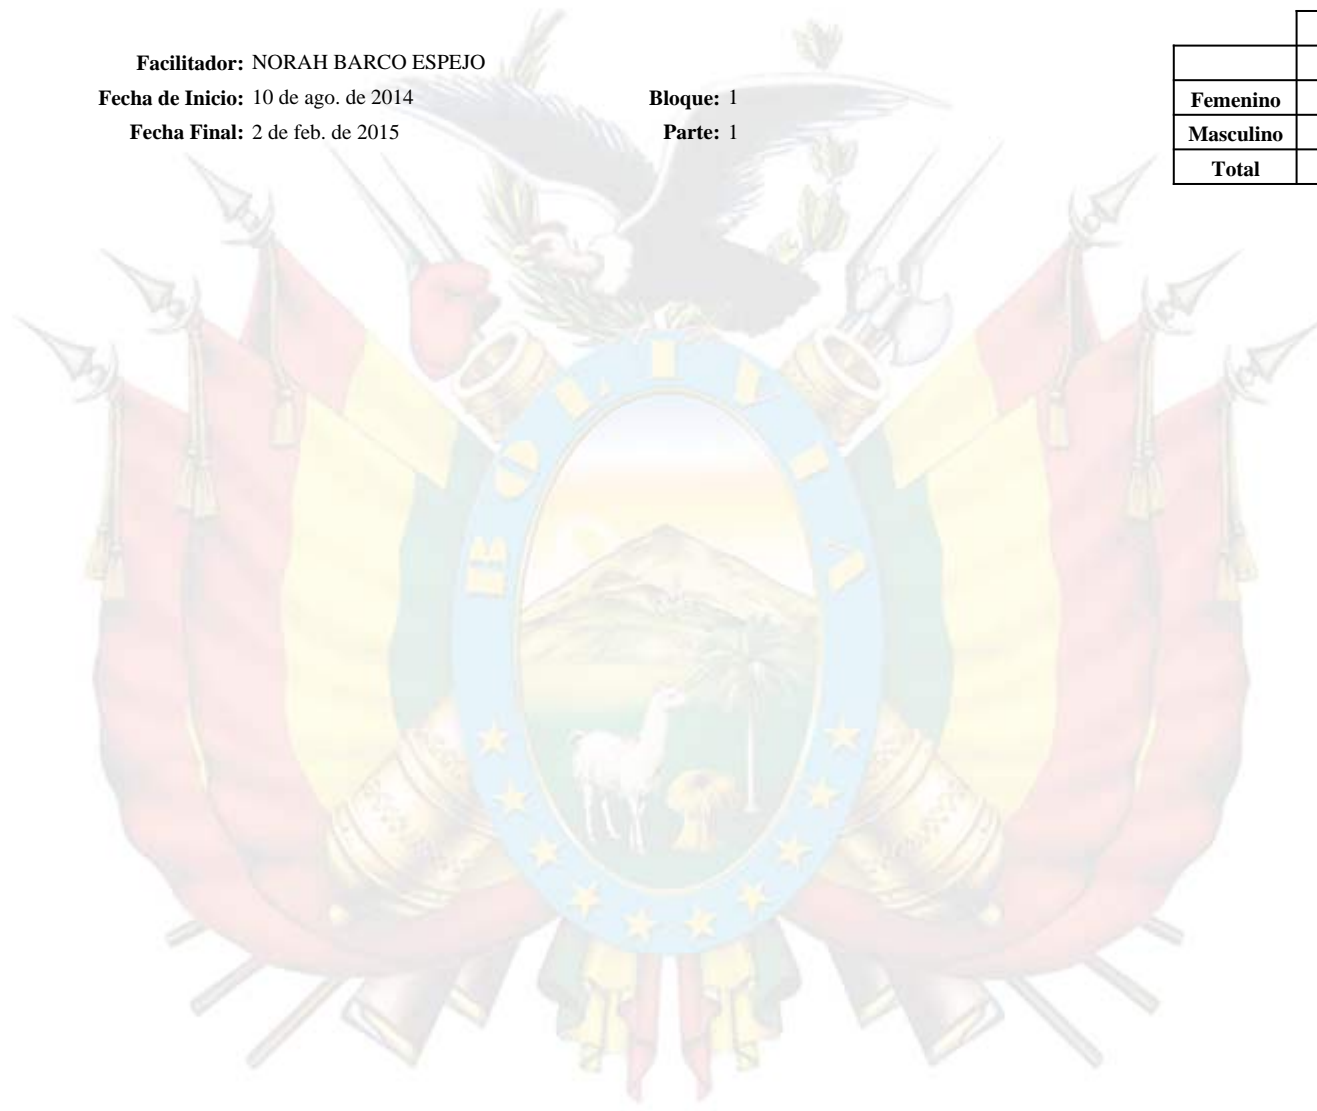 Facilitador: NORAH BARCO ESPEJO
Fecha de Inicio: 10 de ago. de 2014 Bloque: 1
Fecha Final: 2 de feb. de 2015 Parte: 1
Femenino
Masculino
Total
BOLIVIA